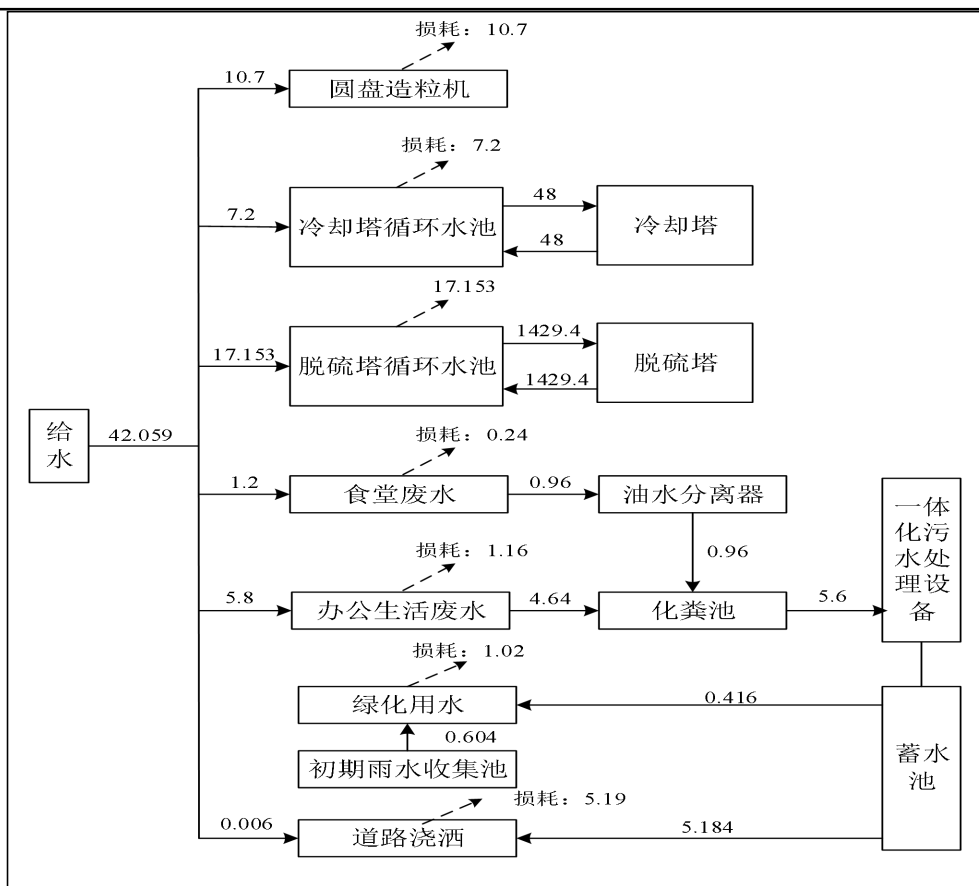 损耗：10.7
10.7
圆盘造粒机
损耗：7.2
7.2
冷却塔循环水池
48
48
冷却塔
17.153
17.153
脱硫塔循环水池
1429.4
1429.4
脱硫塔
给
水
42.059
损耗：0.24
1.2
食堂废水
0.96
油水分离器
0.96
一体
化污
水处
理设
备
损耗：1.16
5.8
办公生活废水
4.64
化粪池
5.6
损耗：1.02
绿化用水
0.416
0.604
初期雨水收集池
蓄水
池
损耗：5.19
0.006
道路浇洒
5.184